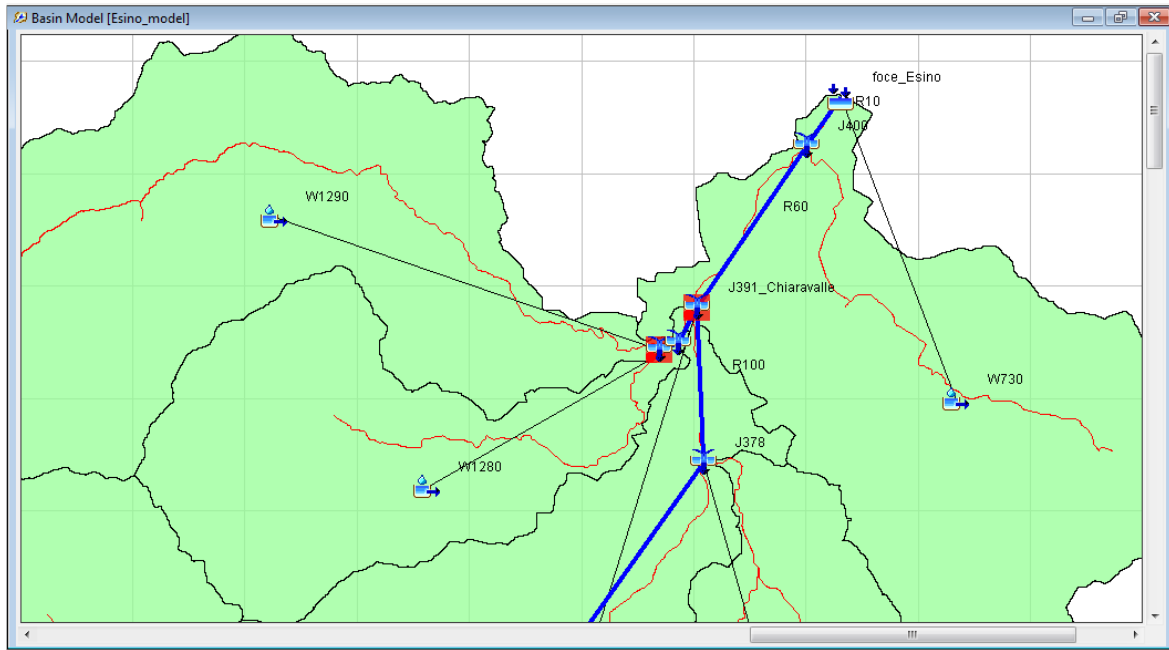 Basin Model [Esino_model]
foce_Esino
R10
J400
W1290
R60
J391_Chiaravalle
R100
W730
J378
W1280